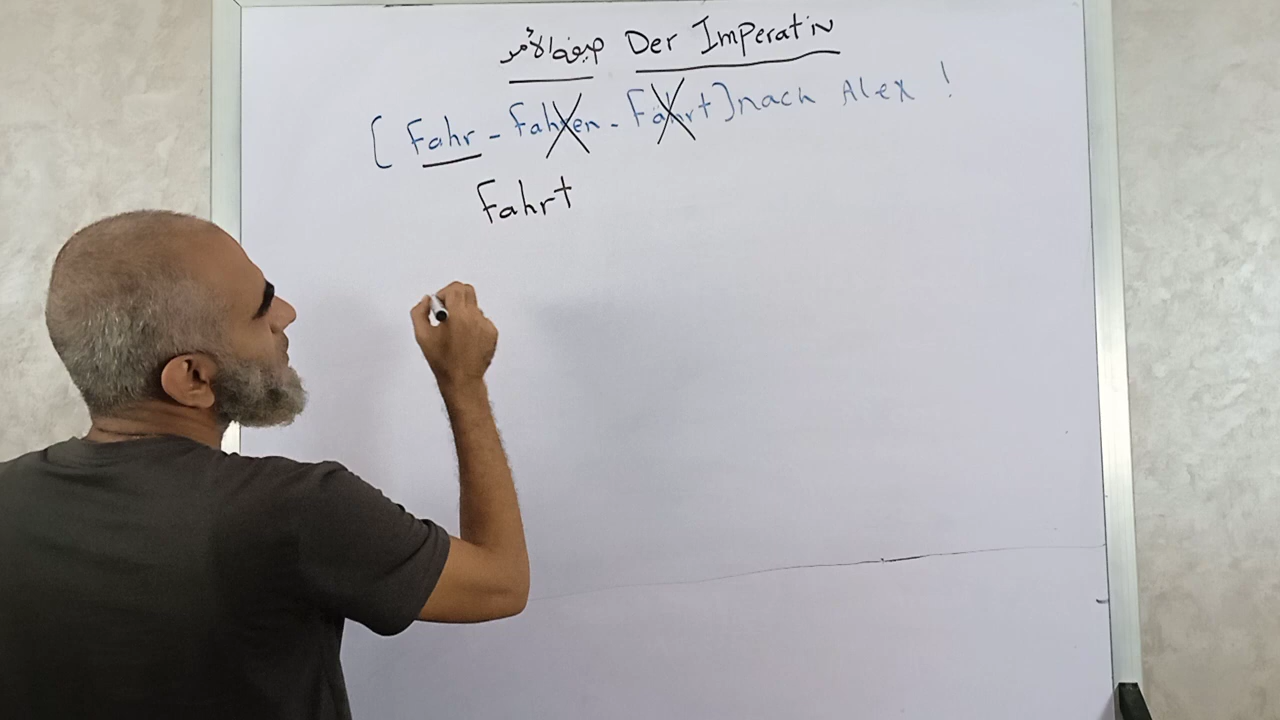 صيغة الأمر Der Imperativ
[ Fahr - Fahren - Fährt ] nach Alex !
Fahrt